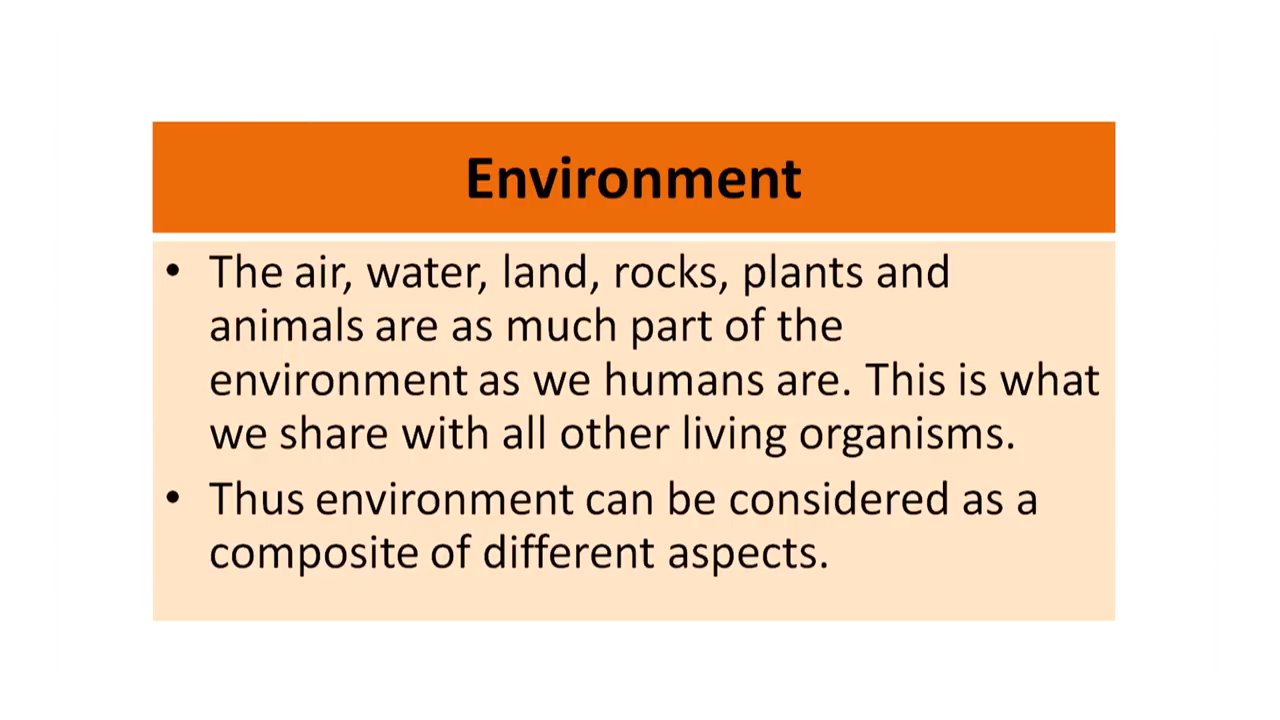 Environment
• The air, water, land, rocks, plants and
animals are as much part of the
environment as we humans are. This is what
we share with all other living organisms.
• Thus environment can be considered as a
composite of different aspects.